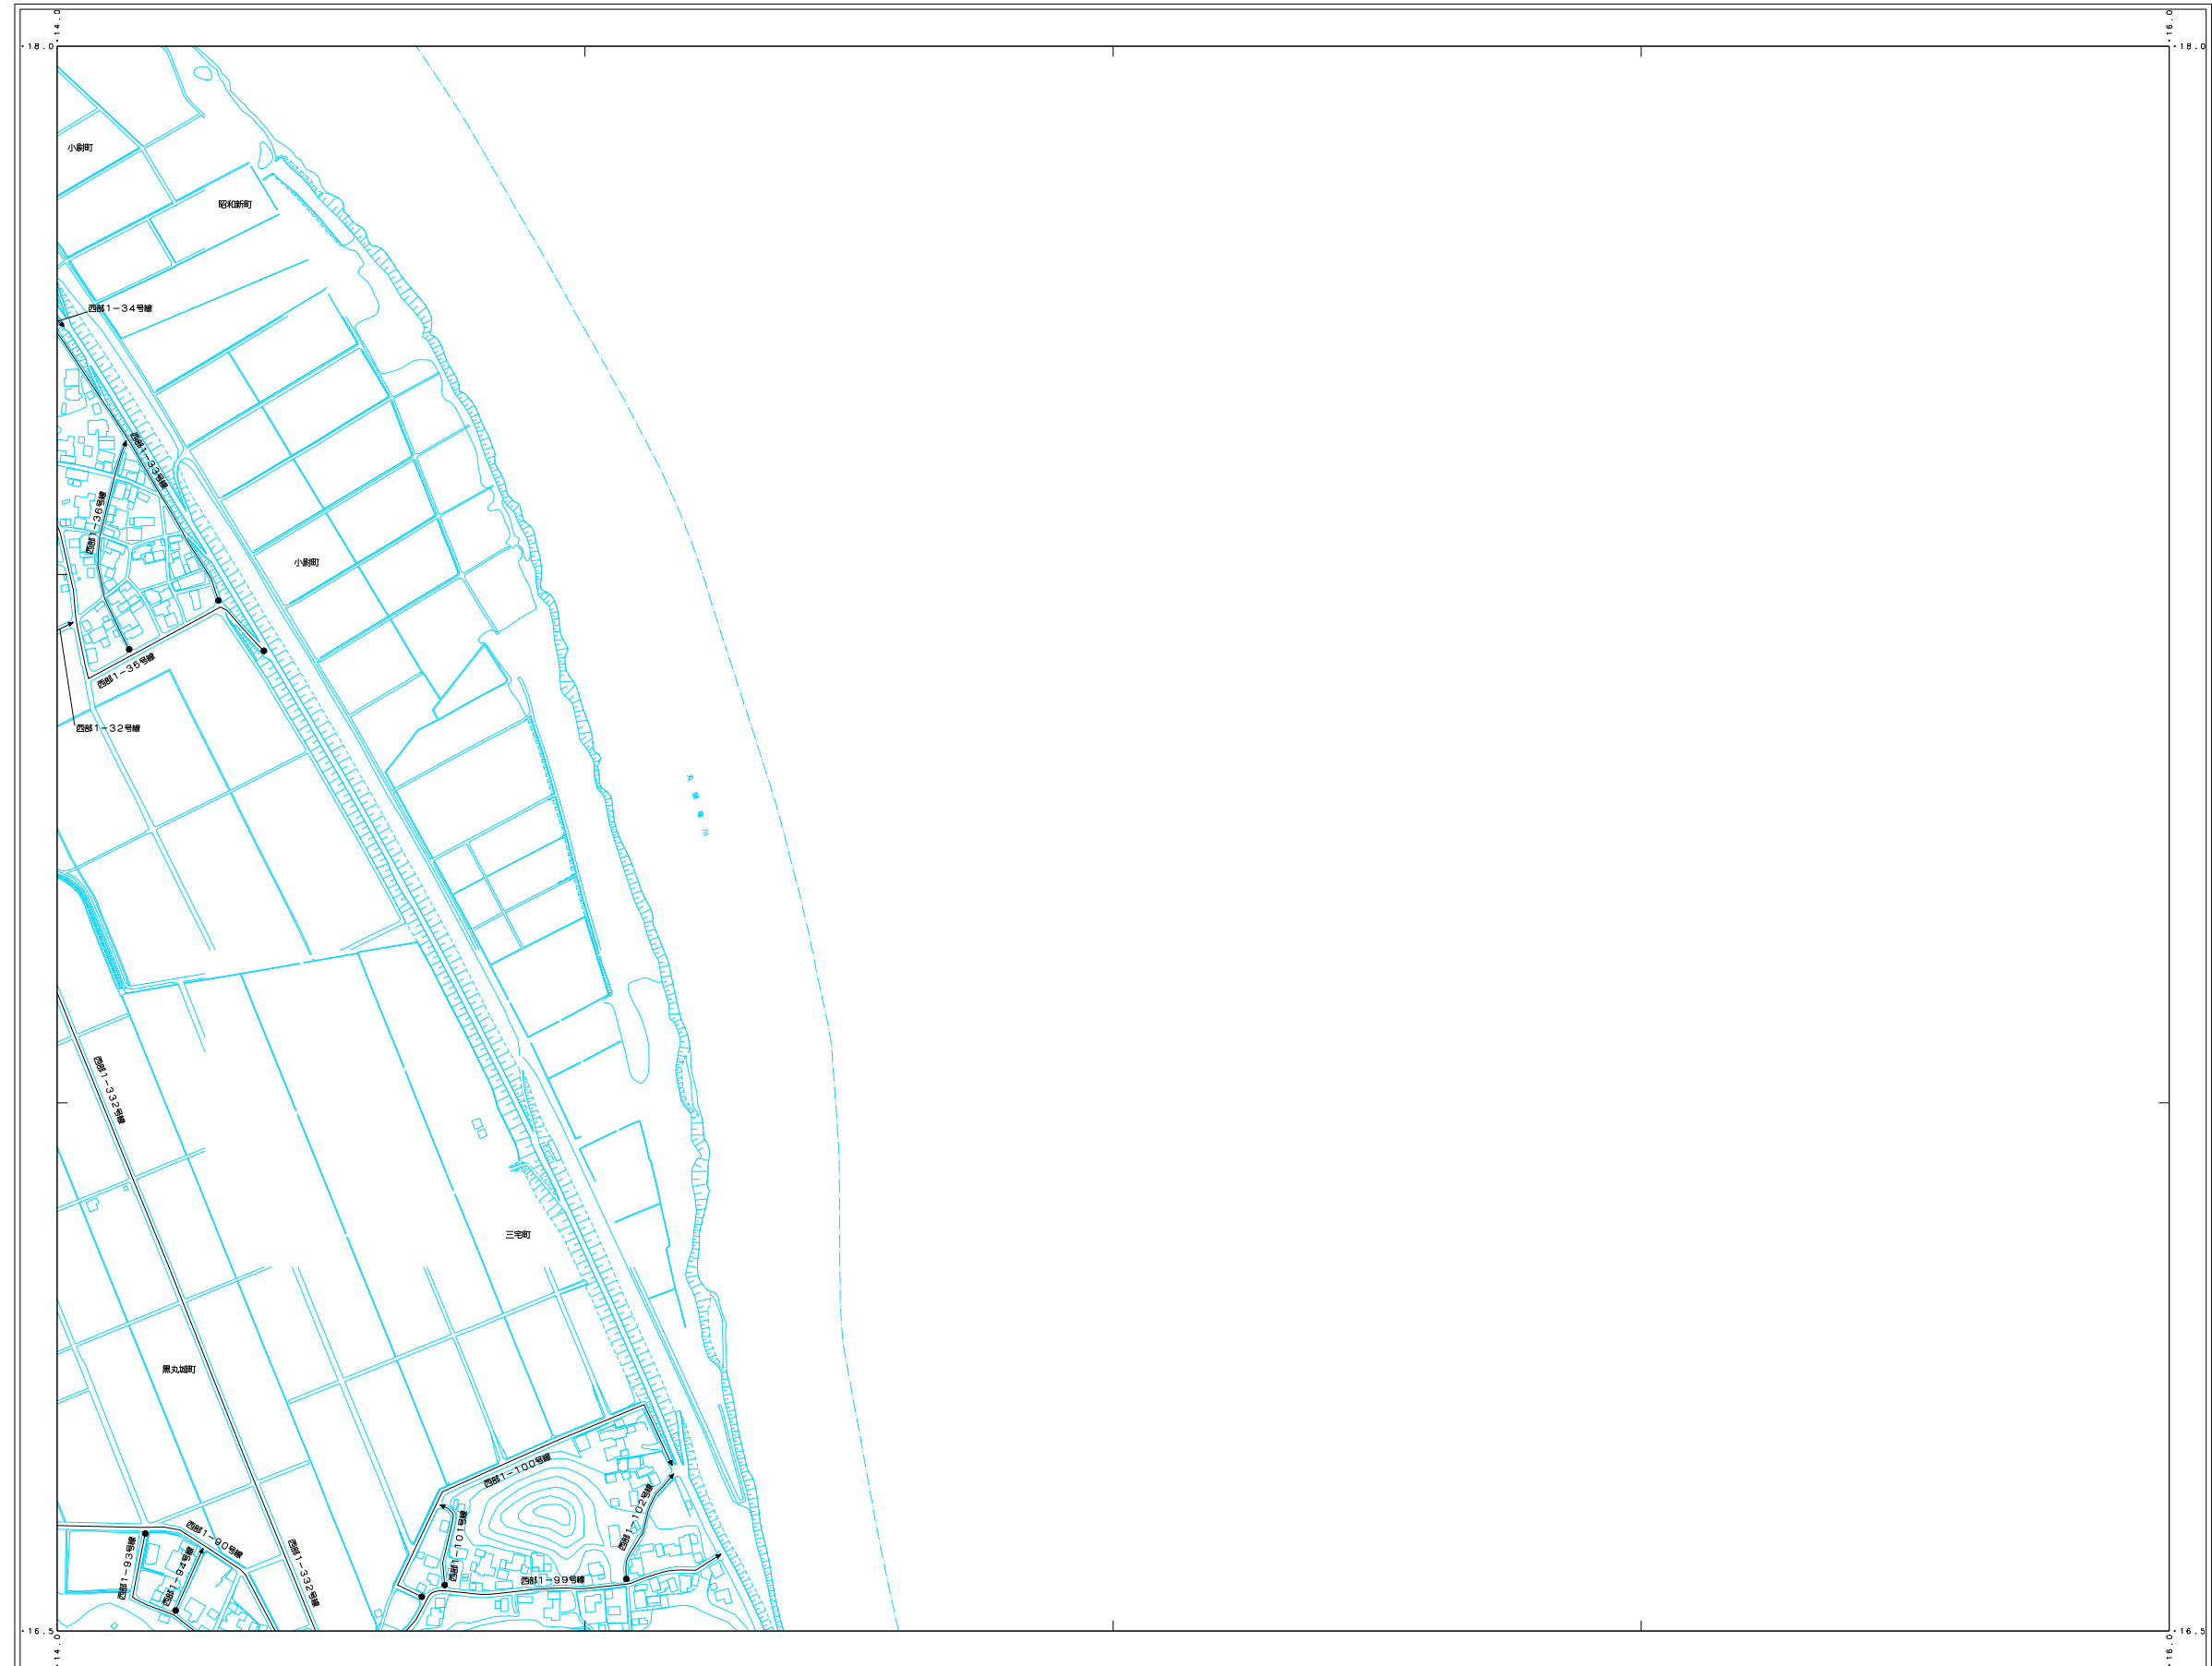 14.0
16.0
18.0
18.0
小尉町
昭和新町
西部1-34号線
西部1-33号線
西部1-36号線
小尉町
西部1-35号線
西部1-32号線
川
西部1-332号線
三宅町
黒丸城町
西部1-100号線
西部1-102号線
西部1-101号線
西部1-90号線
西部1-93号線
西部1-94号線
西部1-332号線
西部1-99号線
16.5
16.5
14.0
16.0